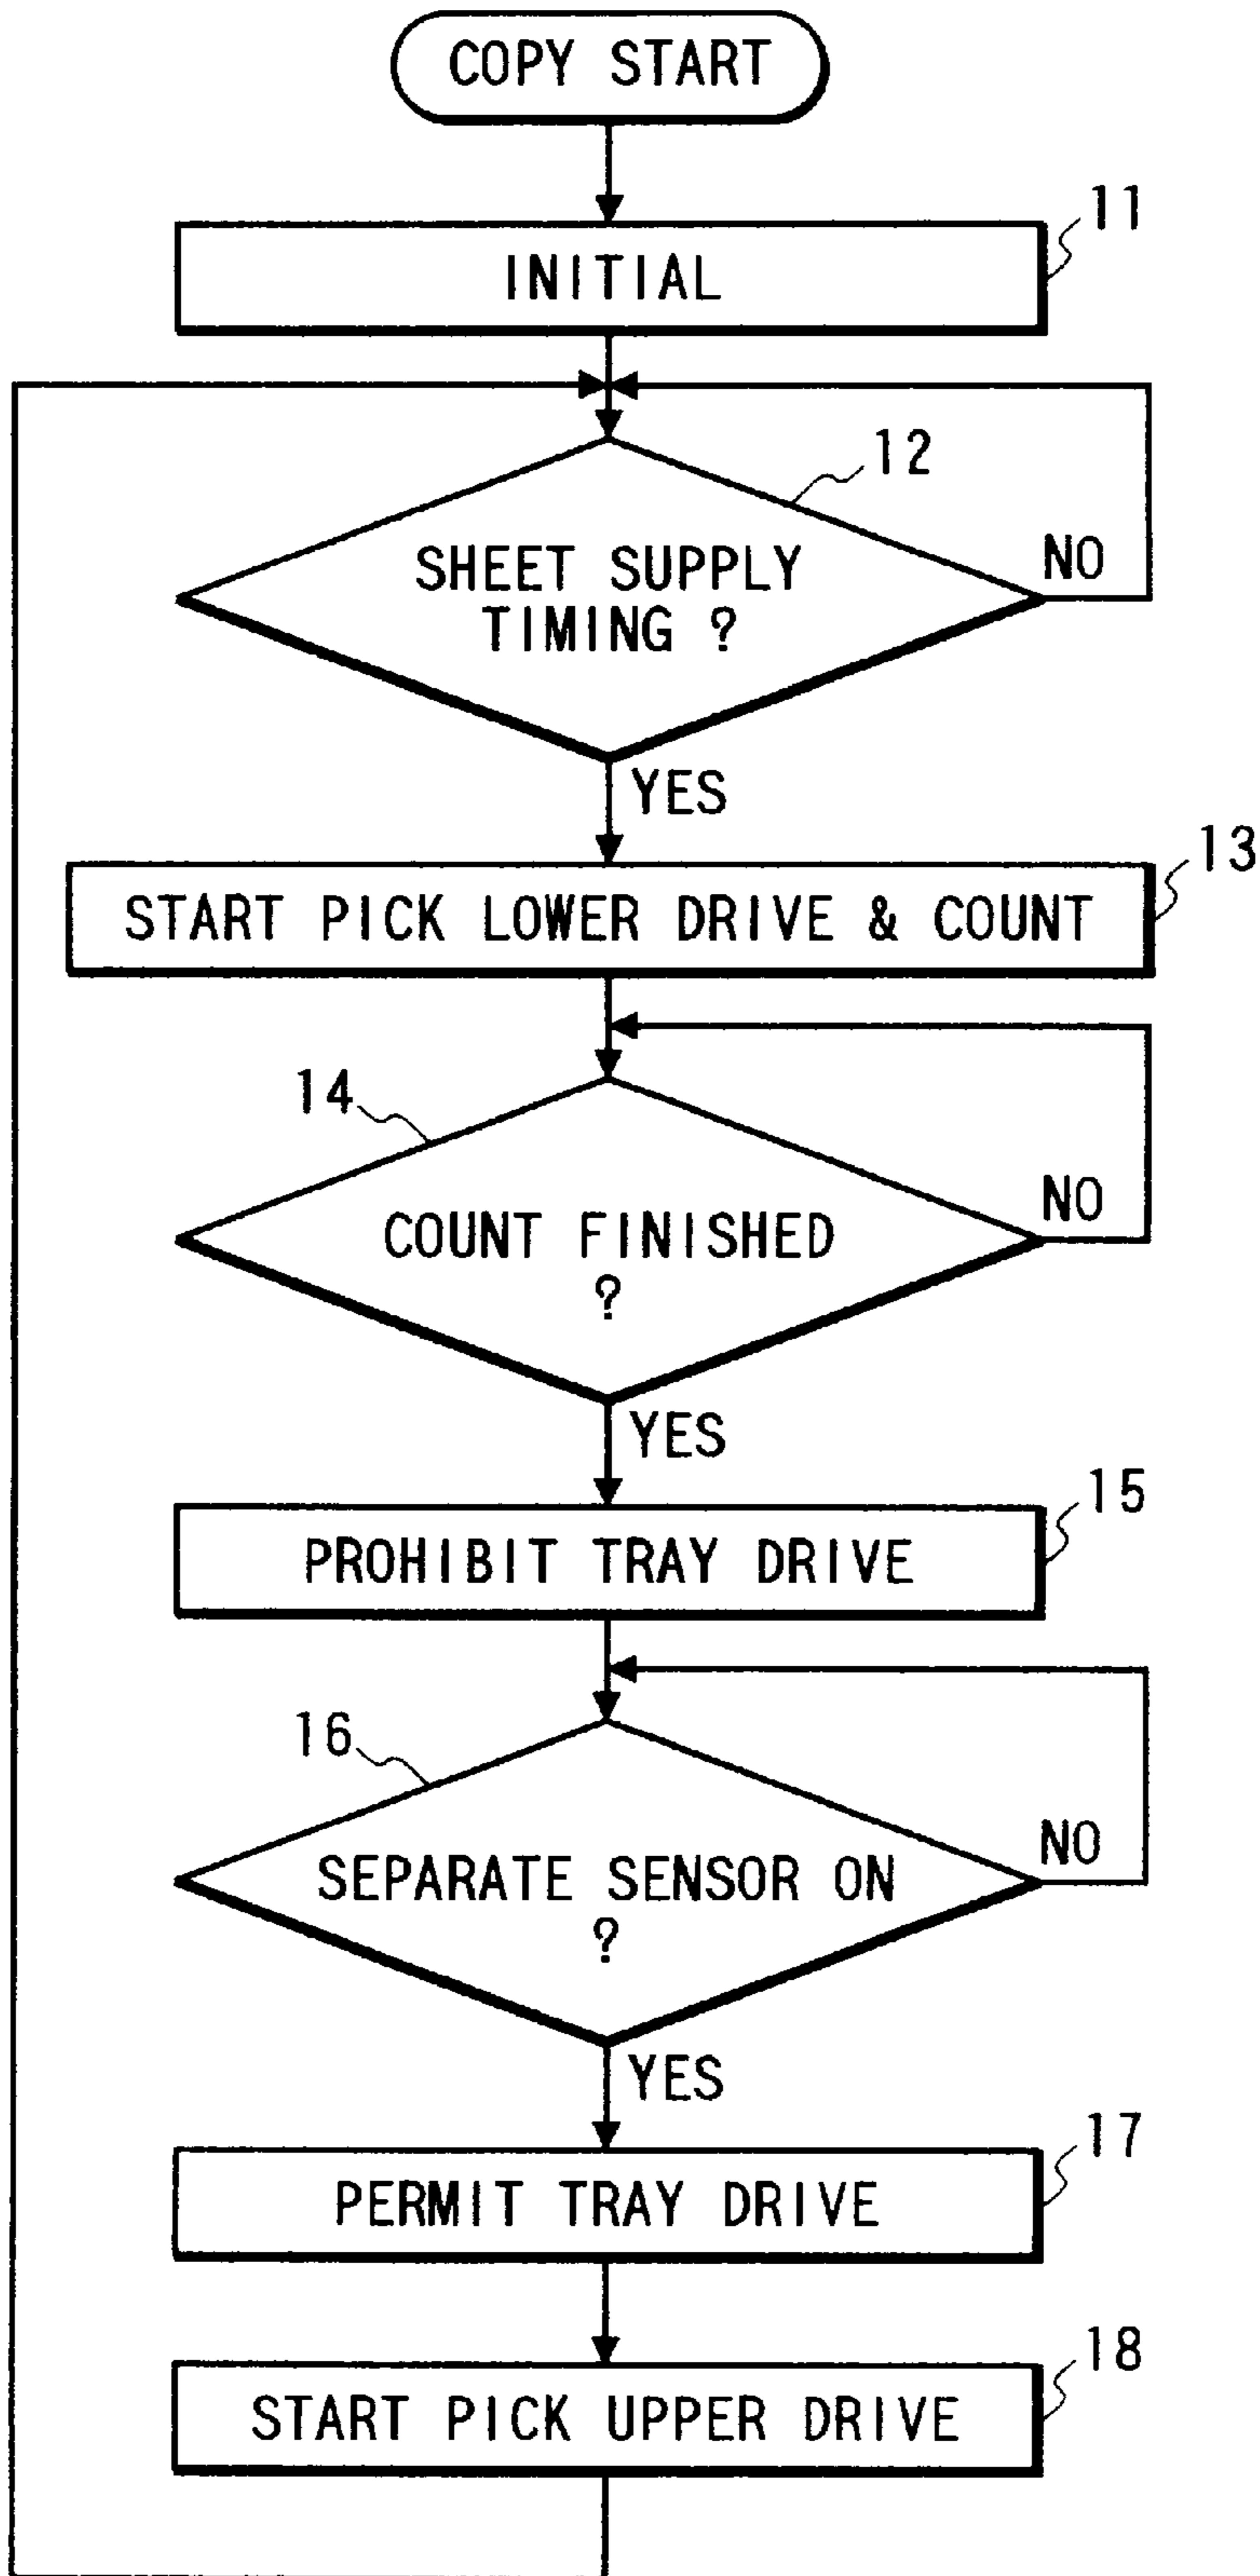 COPY START
11
INITIAL
12
SHEET SUPPLY
TIMING ?
NO
YES
13
START PICK LOWER DRIVE & COUNT
14
COUNT FINISHED
?
NO
YES
15
PROHIBIT TRAY DRIVE
16
SEPARATE SENSOR ON
?
NO
YES
17
PERMIT TRAY DRIVE
18
START PICK UPPER DRIVE